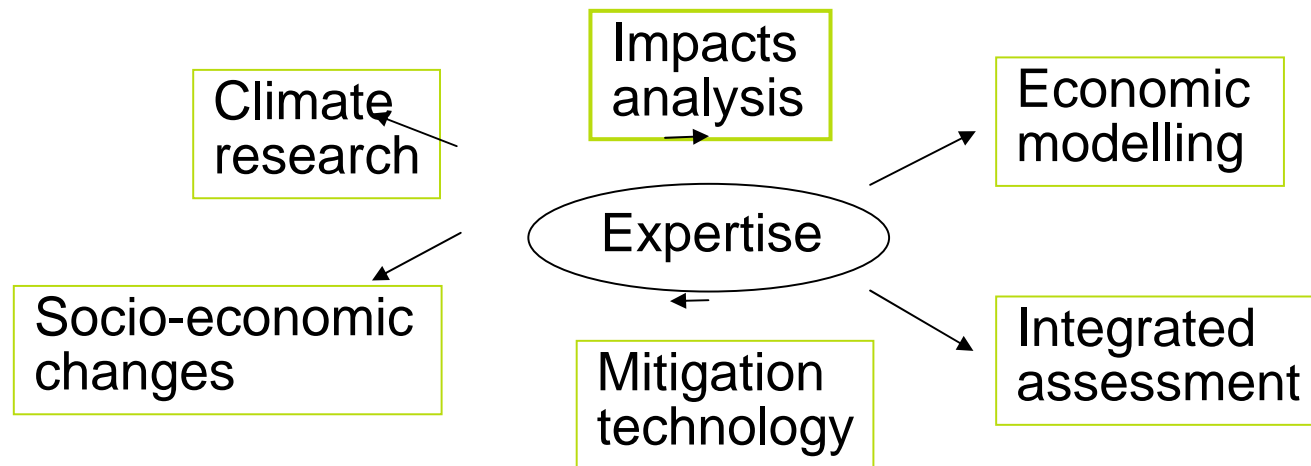 Impacts
analysis
Climate
research
Economic
modelling
Expertise
Socio-economic
changes
Mitigation
technology
Integrated
assessment